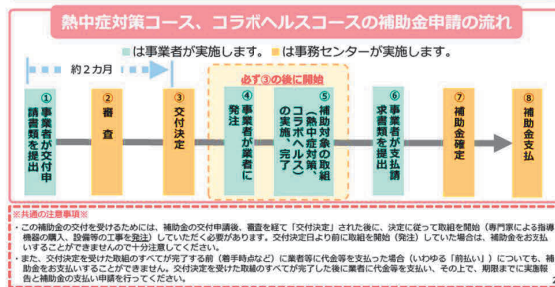 熱中症対策コース、コラボヘルスコースの補助金申請の流れ
■は事業者が実施します。■は事務センターが実施します。
約2カ月
必ず③の後に開始
①事業者が交付申請書類を提出
②審査
③交付決定
④事業者が業者に発注
⑤補助対象の取組(熱中症対策、コラボヘルス)の実施、完了
⑥事業者が支払請求書類を提出
⑦補助金確定
⑧補助金支払
※共通の注意事項※
・この補助金の交付を受けるためには、補助金の交付申請後、審査を経て「交付決定」された後に、決定に従って取組を開始(専門家による指導
機器の購入、設備等の工事を発注)していただく必要があります。交付決定日より前に取組を開始(発注)していた場合は、補助金をお支払
いすることができませんので十分注意してください。
・また、交付決定を受けた取組のすべてが完了する前(着手時点など)に業者等に代金等を支払った場合(いわゆる「前払い」)についても、補
助金をお支払いすることができません。交付決定を受けた取組のすべてが完了した後に業者に代金等を支払い、その上で、期限までに実施報
告と補助金の支払い申請を行ってください。